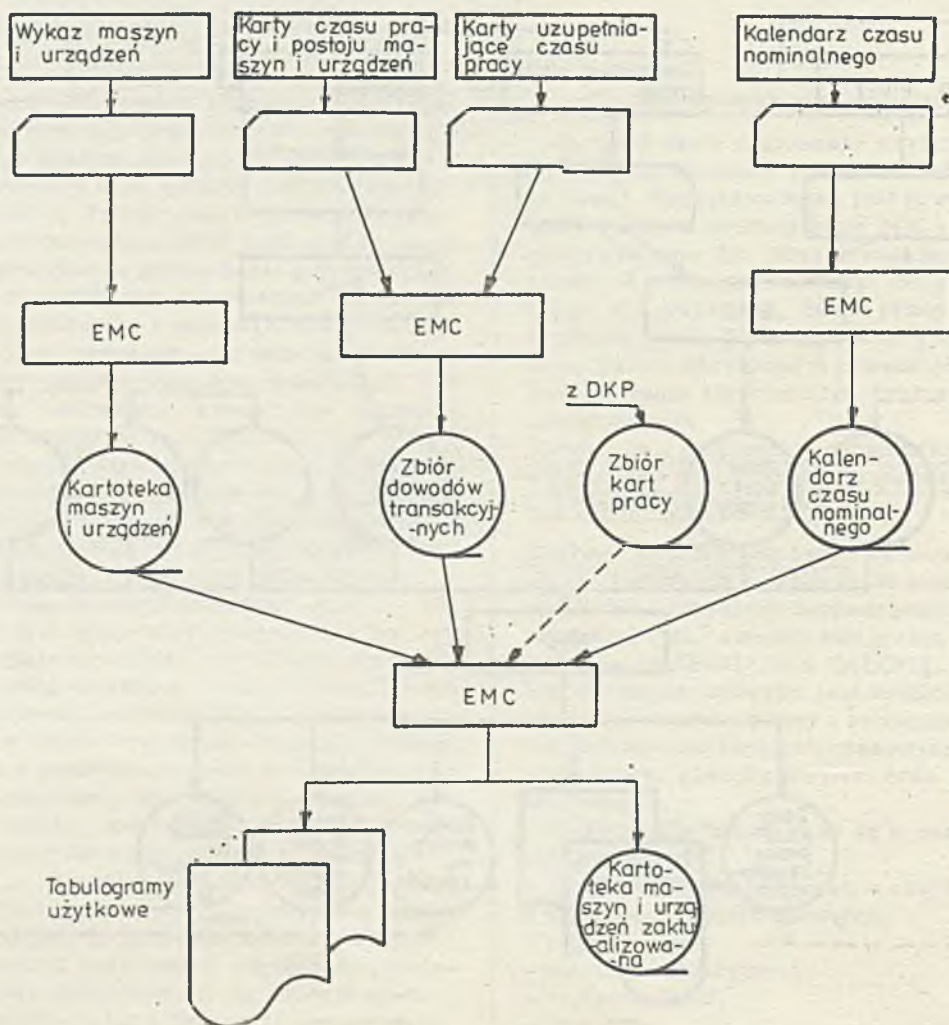 Wykaz maszyn
i urządzeń
Karty czasu pra-
cy i postoju ma-
szyn i urządzeń
Karty uzupełnia-
jące czasu
pracy
Kalendarz czasu
nominalnego
EMC
EMC
EMC
z DKP
Kartoteka
maszyn
i urządzeń
Zbiór
dowodów
transakcyj-
-nych
Zbiór
kart
pracy
Kalen-
darz
czasu
nominal-
nego
EMC
Tabulogramy
użytkowe
Karto-
teka ma-
szyn i urzą-
dzeń zaktu-
-alizowa-
-na